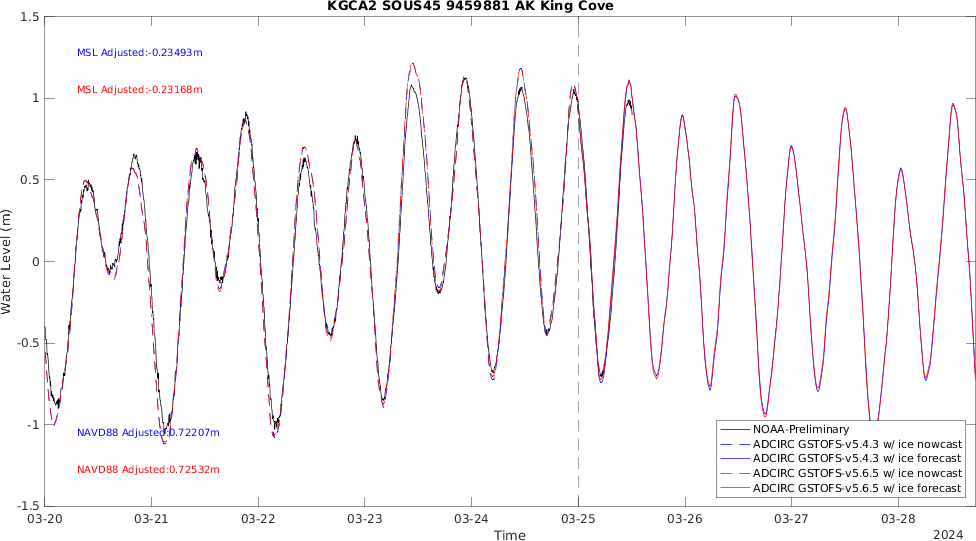 KGCA2 SOUS45 9459881 AK King Cove
1.5
1
0.5
0
-0.5
-1
-1.5
Water Level (m)
MSL Adjusted:-0.23493m
MSL Adjusted:-0.23168m
NAVD88 Adjusted:0.72207m
NAVD88 Adjusted:0.72532m
NOAA-Preliminary
ADCIRC GSTOFS-v5.4.3 w/ ice nowcast
ADCIRC GSTOFS-v5.4.3 w/ ice forecast
ADCIRC GSTOFS-v5.6.5 w/ ice nowcast
ADCIRC GSTOFS-v5.6.5 w/ ice forecast
03-20 03-21 03-22 03-23 03-24 03-25 03-26 03-27 03-28
Time
2024